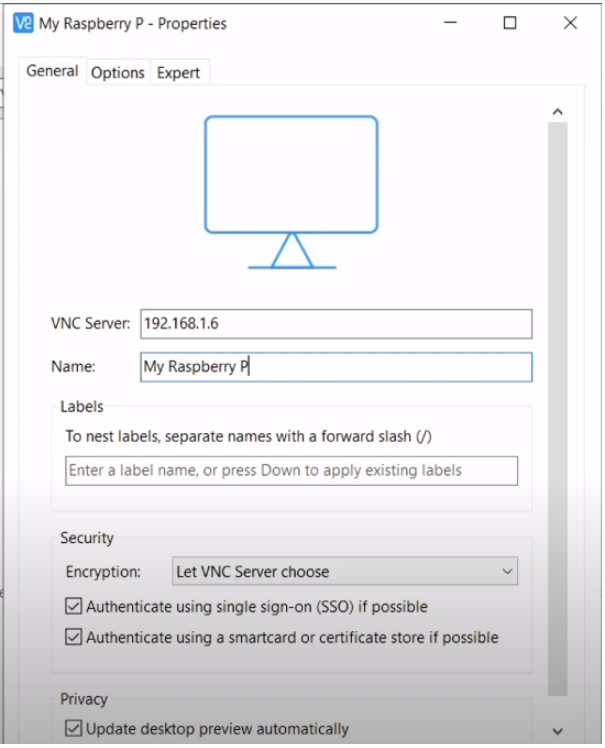 My Raspberry P - Properties
General Options Expert
VNC Server: 192.168.1.6
Name: My Raspberry P
Labels
To nest labels, separate names with a forward slash (/)
Enter a label name, or press Down to apply existing labels
Security
Encryption: Let VNC Server choose
Authenticate using single sign-on (SSO) if possible
Authenticate using a smartcard or certificate store if possible
Privacy
Update desktop preview automatically